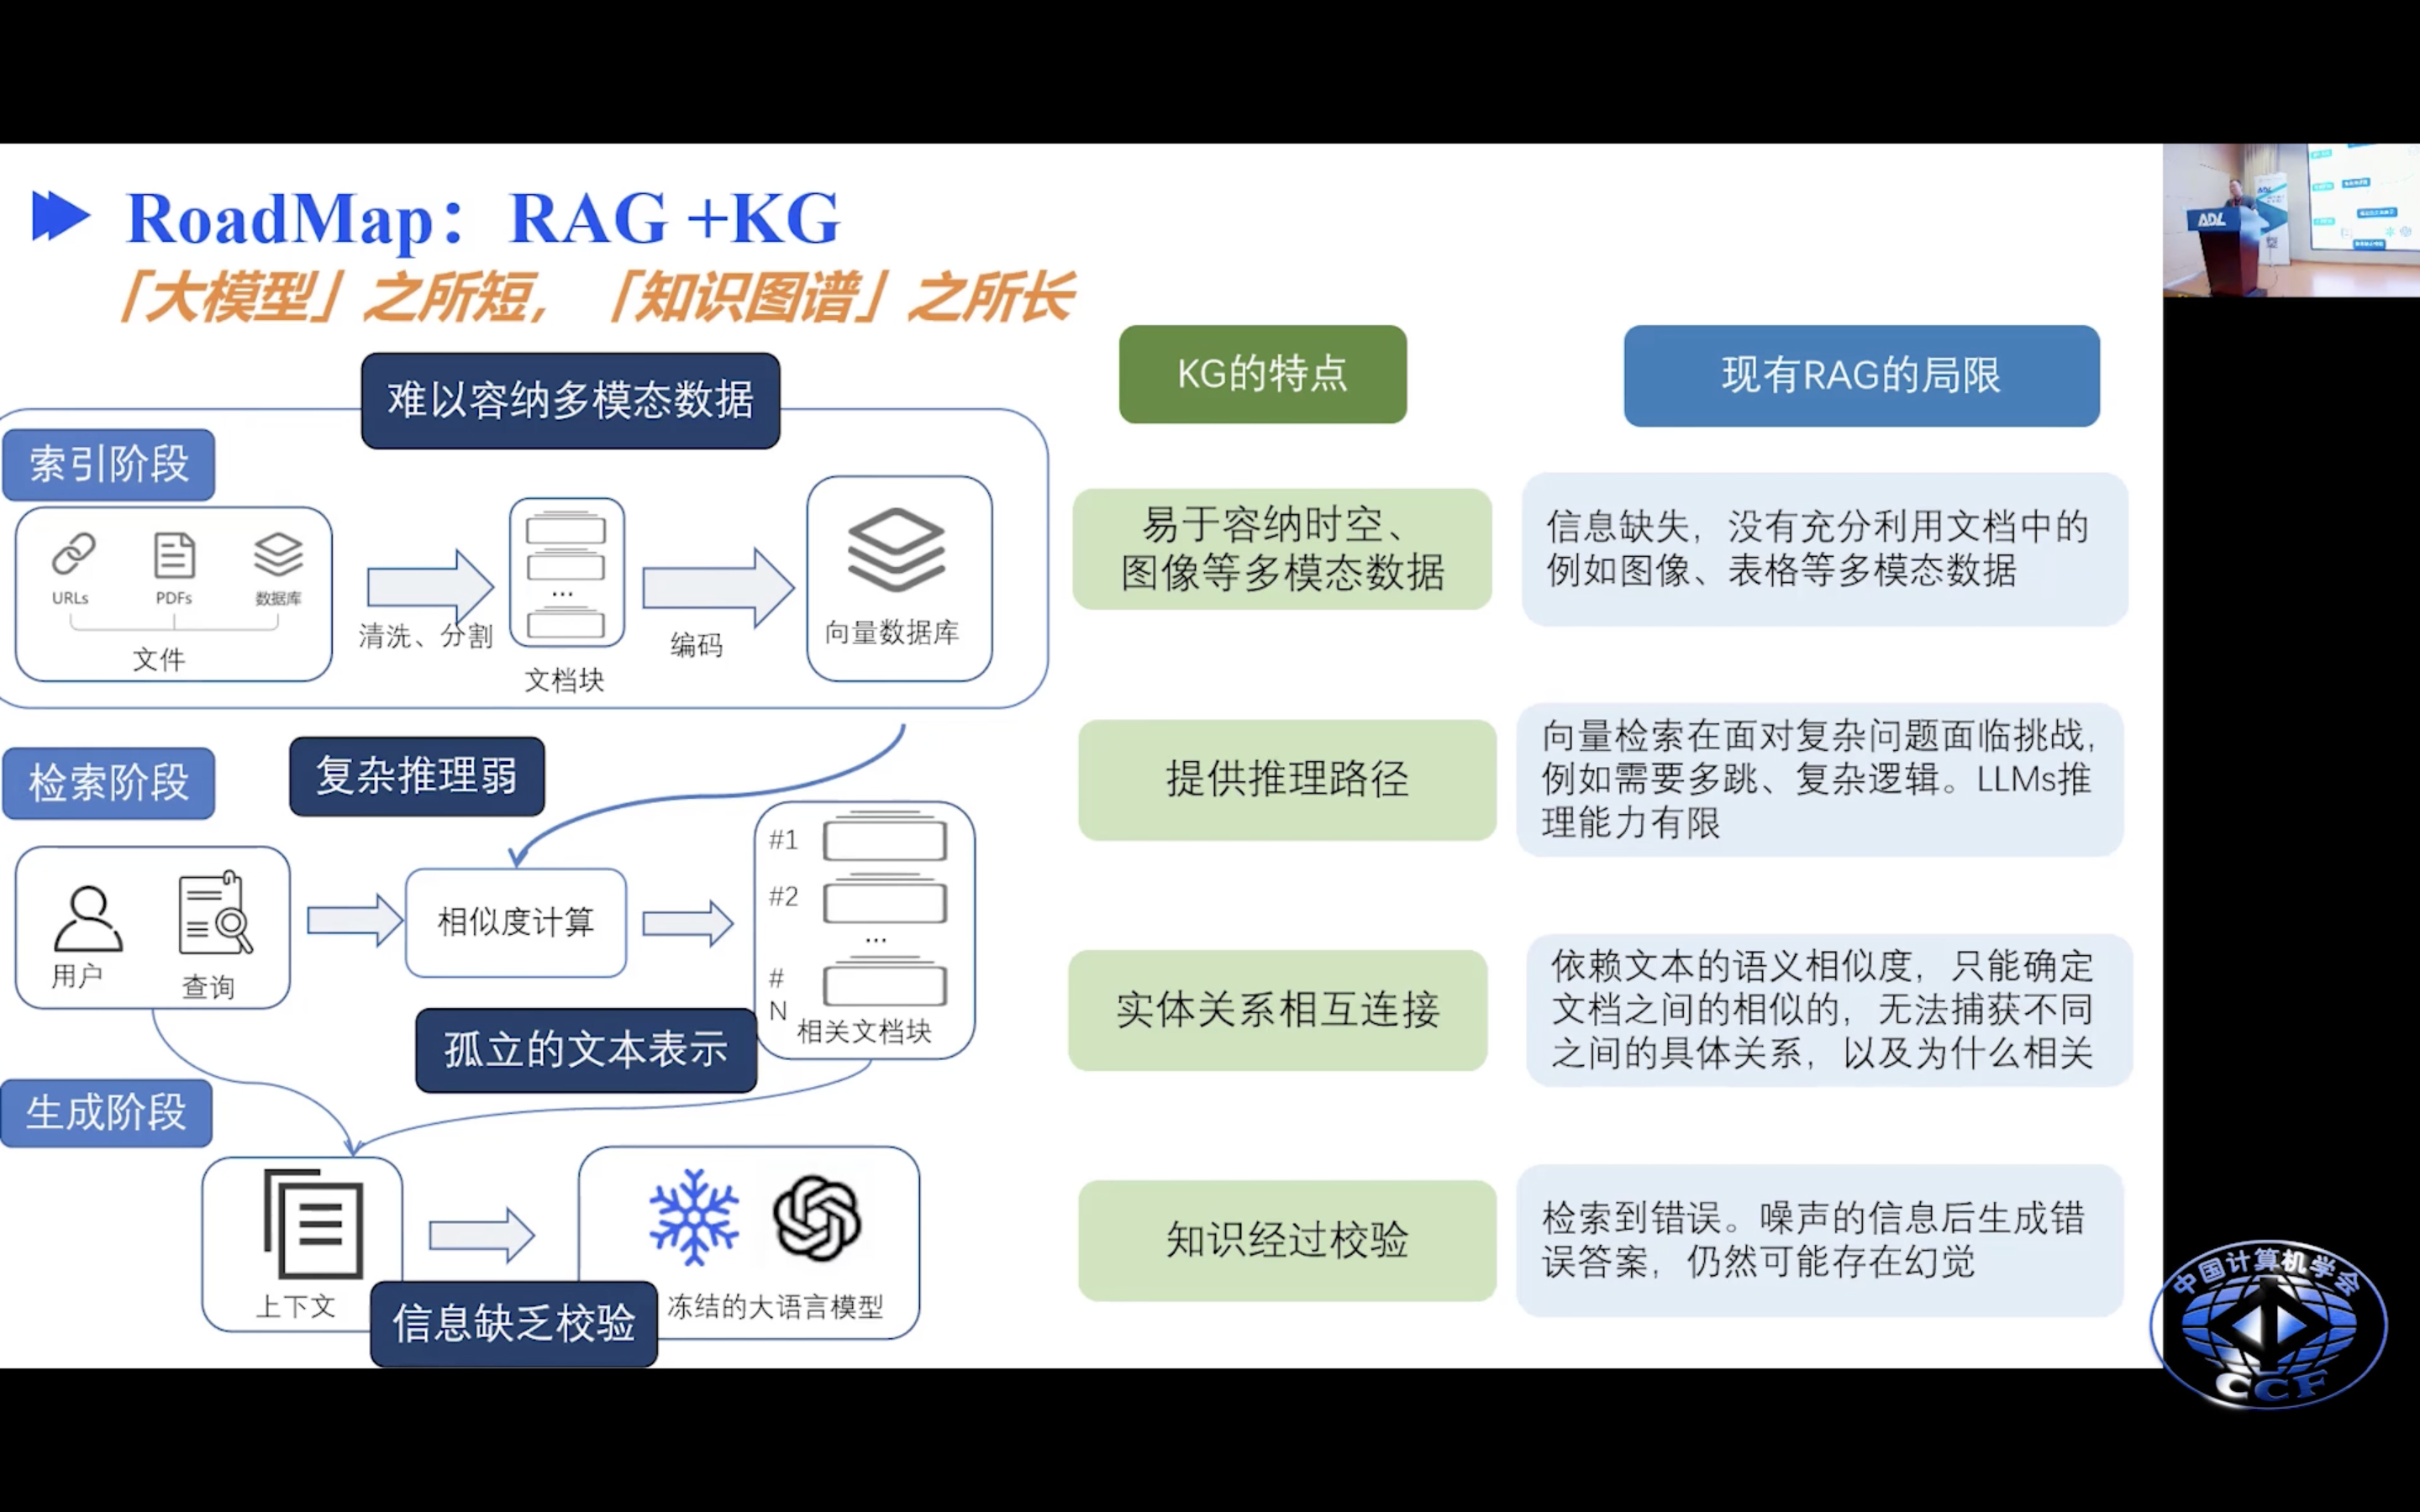 RoadMap：RAG +KG
「大模型」之所短，「知识图谱」之所长
难以容纳多模态数据
索引阶段
URLs
PDFs
数据库
文件
清洗、分割
...
文档块
编码
向量数据库
检索阶段
复杂推理弱
用户
查询
相似度计算
#1
#2
...
#
N
相关文档块
孤立的文本表示
生成阶段
上下文
信息缺乏校验
冻结的大语言模型
KG的特点
现有RAG的局限
易于容纳时空、
图像等多模态数据
信息缺失，没有充分利用文档中的
例如图像、表格等多模态数据
提供推理路径
向量检索在面对复杂问题面临挑战,
例如需要多跳、复杂逻辑。LLMs推
理能力有限
实体关系相互连接
依赖文本的语义相似度，只能确定
文档之间的相似的，无法捕获不同
之间的具体关系，以及为什么相关
知识经过校验
检索到错误。噪声的信息后生成错
误答案，仍然可能存在幻觉
ADL
中国计算机学会
CCF